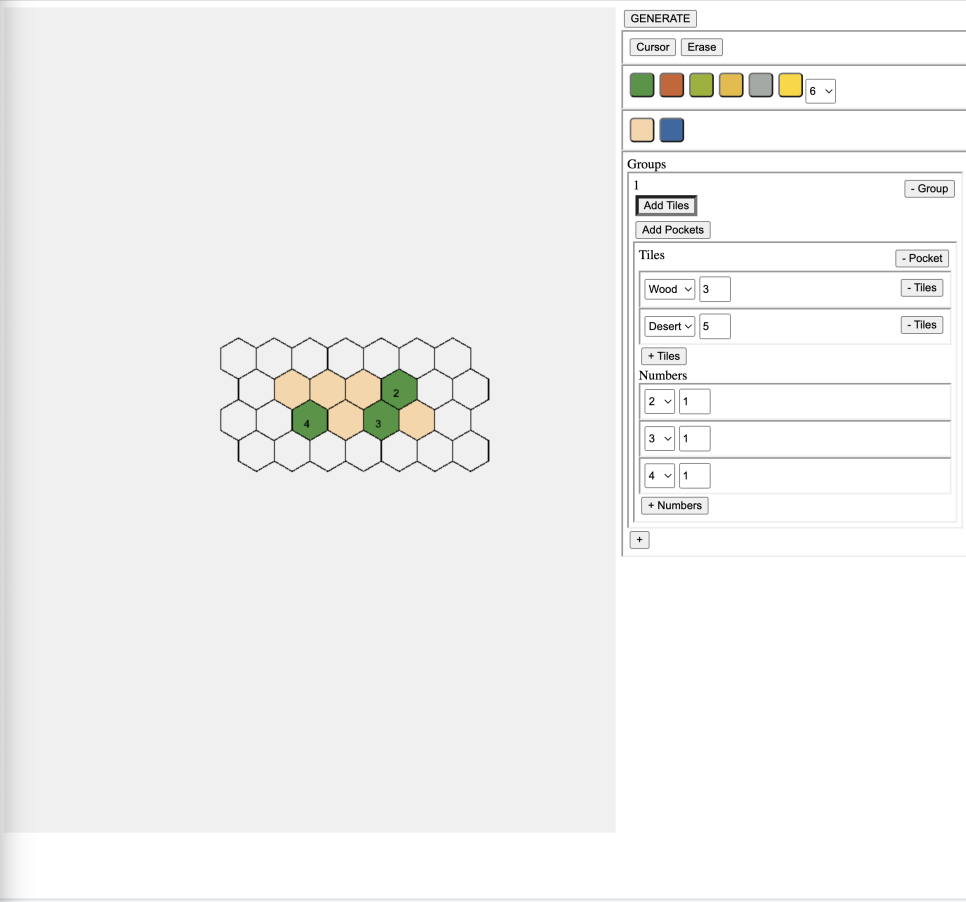 GENERATE
Cursor Erase
6
Groups
1
- Group
Add Tiles
Add Pockets
Tiles
- Pocket
Wood 3 - Tiles
Desert 5 - Tiles
+ Tiles
Numbers
2 1
3 1
4 1
+ Numbers
+
2
4 3